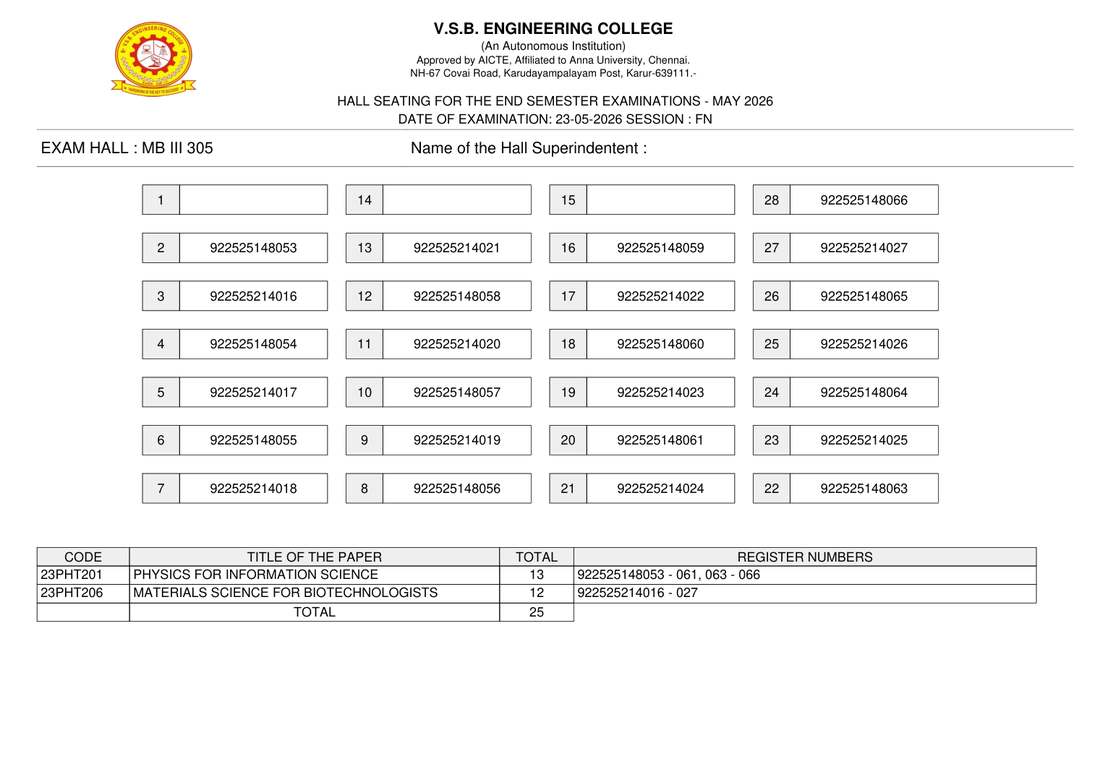 V.S.B. ENGINEERING COLLEGE
(An Autonomous Institution)
Approved by AICTE, Affiliated to Anna University, Chennai.
NH-67 Covai Road, Karudayampalayam Post, Karur-639111.-
HALL SEATING FOR THE END SEMESTER EXAMINATIONS - MAY 2026
DATE OF EXAMINATION: 23-05-2026 SESSION : FN
EXAM HALL : MB III 305 Name of the Hall Superindentent :
1 14 15 28 922525148066
2 922525148053 13 922525214021 16 922525148059 27 922525214027
3 922525214016 12 922525148058 17 922525214022 26 922525148065
4 922525148054 11 922525214020 18 922525148060 25 922525214026
5 922525214017 10 922525148057 19 922525214023 24 922525148064
6 922525148055 9 922525214019 20 922525148061 23 922525214025
7 922525214018 8 922525148056 21 922525214024 22 922525148063
CODE TITLE OF THE PAPER TOTAL REGISTER NUMBERS
23PHT201 PHYSICS FOR INFORMATION SCIENCE 13 922525148053 - 061, 063 - 066
23PHT206 MATERIALS SCIENCE FOR BIOTECHNOLOGISTS 12 922525214016 - 027
TOTAL 25